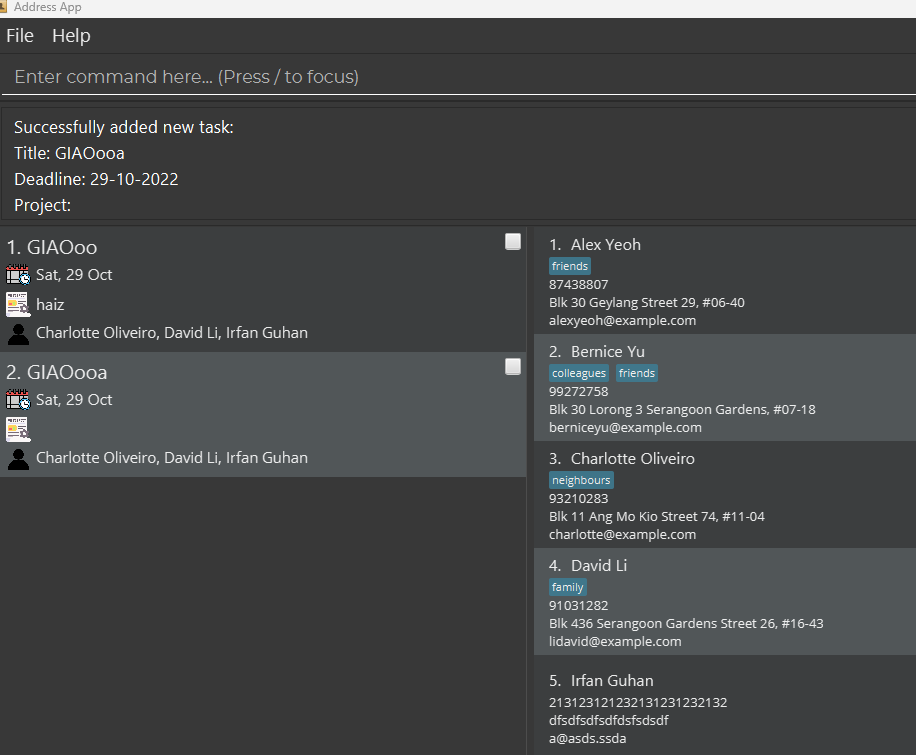 Address App
File Help
Enter command here... (Press / to focus)
Successfully added new task:
Title: GIAOooa
Deadline: 29-10-2022
Project:
1. GIAOoo
Sat, 29 Oct
haiz
Charlotte Oliveiro, David Li, Irfan Guhan
2. GIAOooa
Sat, 29 Oct
Charlotte Oliveiro, David Li, Irfan Guhan
1. Alex Yeoh
friends
87438807
Blk 30 Geylang Street 29, #06-40
alexyeoh@example.com
2. Bernice Yu
colleagues friends
99272758
Blk 30 Lorong 3 Serangoon Gardens, #07-18
berniceyu@example.com
3. Charlotte Oliveiro
neighbours
93210283
Blk 11 Ang Mo Kio Street 74, #11-04
charlotte@example.com
4. David Li
family
91031282
Blk 436 Serangoon Gardens Street 26, #16-43
lidavid@example.com
5. Irfan Guhan
213123121232131231232132
dfsdfsdfsdfdsfsdsdf
a@asds.ssda